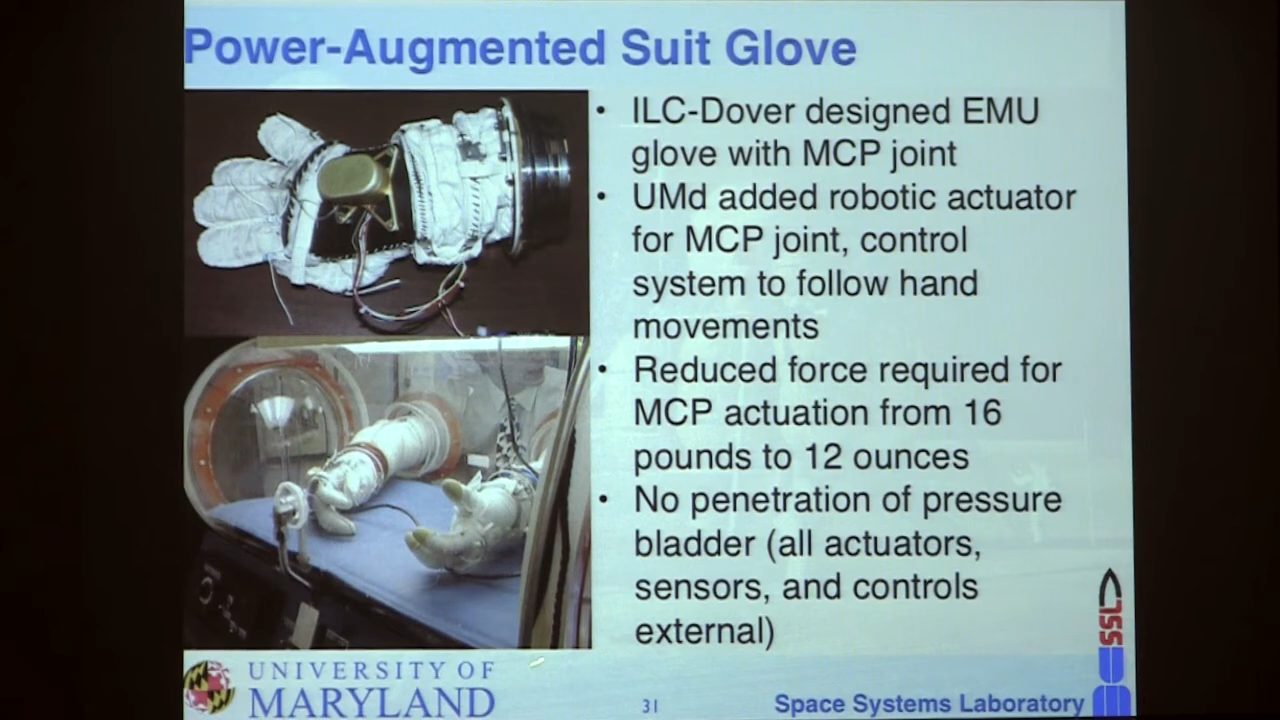 Power-Augmented Suit Glove
• ILC-Dover designed EMU
glove with MCP joint
• UMd added robotic actuator
for MCP joint, control
system to follow hand
movements
• Reduced force required for
MCP actuation from 16
pounds to 12 ounces
• No penetration of pressure
bladder (all actuators,
sensors, and controls
external)
SSL
UNIVERSITY OF
MARYLAND
31
Space Systems Laboratory